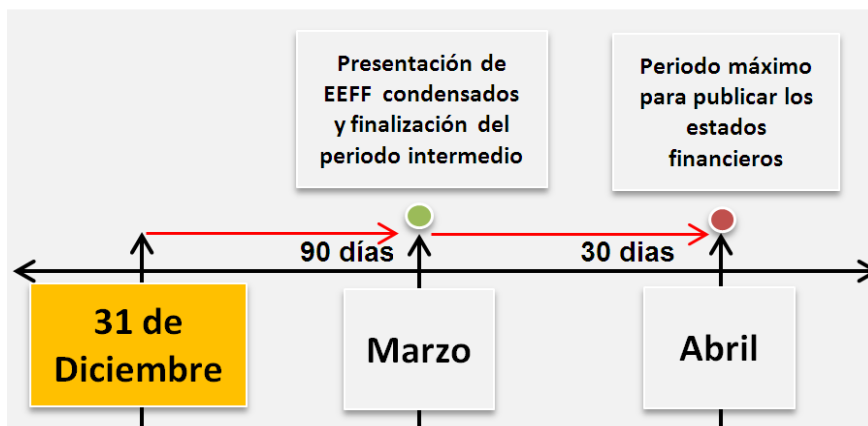 Presentación de
EEFF condensados
y finalización del
periodo intermedio
Periodo máximo
para publicar los
estados
financieros
90 días
30 dias
31 de
Diciembre
Marzo
Abril